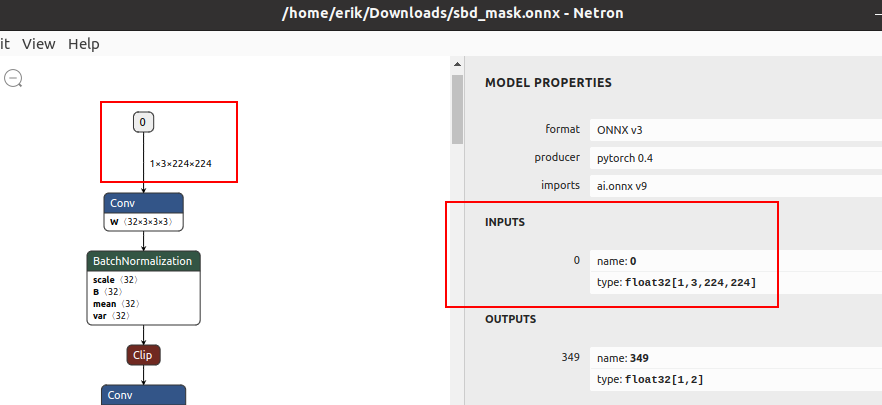 /home/erik/Downloads/sbd_mask.onnx - Netron
it View Help
0
1×3×224×224
Conv
W ⟨32×3×3×3⟩
BatchNormalization
scale ⟨32⟩
B ⟨32⟩
mean ⟨32⟩
var ⟨32⟩
Clip
Conv
MODEL PROPERTIES
format ONNX v3
producer pytorch 0.4
imports ai.onnx v9
INPUTS
0 name: 0
type: float32[1,3,224,224]
OUTPUTS
349 name: 349
type: float32[1,2]